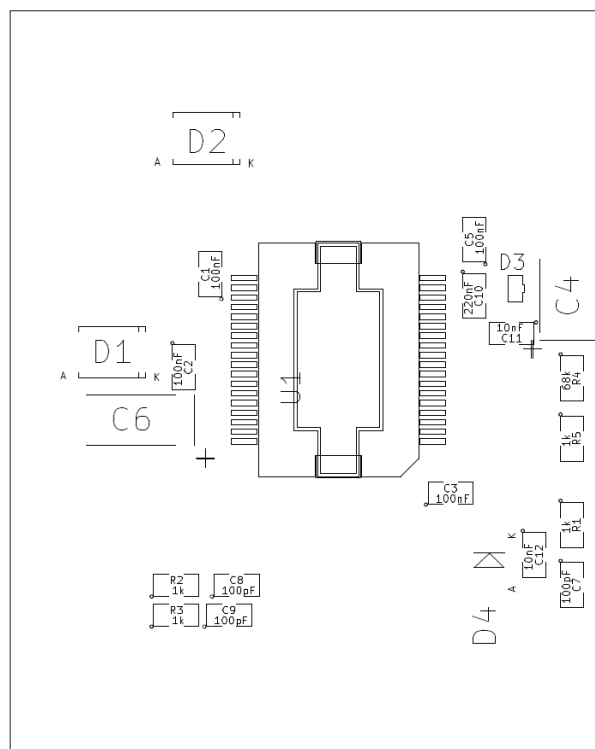 D2
A
K
C5
100nF
C1
100nF
D3
220nF
C10
C4
10nF
C11
D1
A
K
100nF
C2
U1
68k
R4
C6
1k
R5
C3
100nF
1k
R1
K
10nF
C12
A
D4
100pF
C7
R2
1k
C8
100pF
R3
1k
C9
100pF